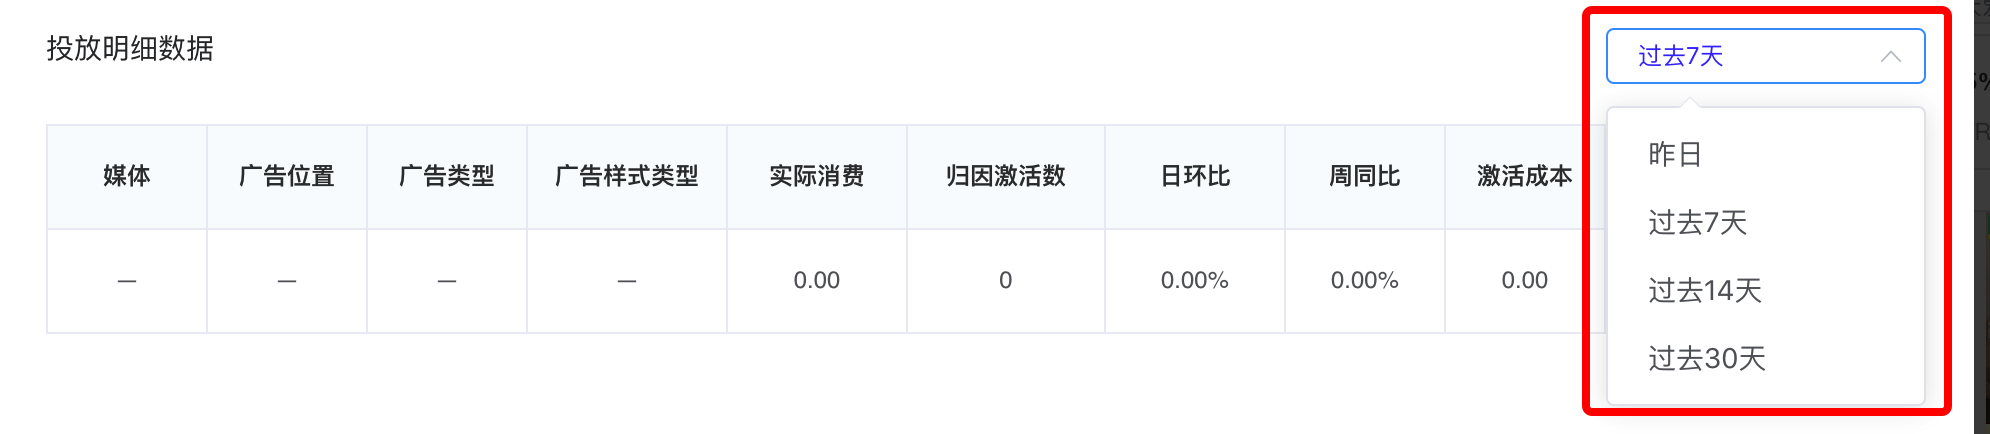 投放明细数据
过去7天
媒体 广告位置 广告类型 广告样式类型 实际消费 归因激活数 日环比 周同比 激活成本
— — — — 0.00 0 0.00% 0.00% 0.00
昨日
过去7天
过去14天
过去30天